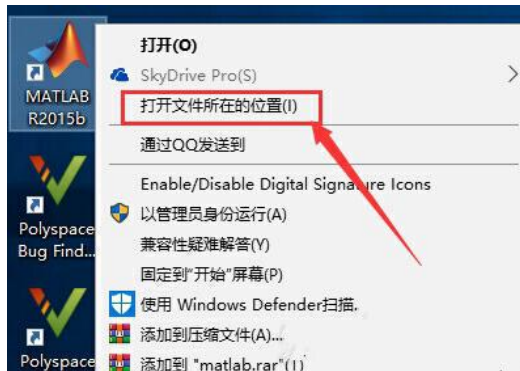 MATLAB
R2015b
Polyspace
Bug Find...
Polyspace
打开(O)
SkyDrive Pro(S)
打开文件所在的位置(I)
通过QQ发送到
Enable/Disable Digital Signature Icons
以管理员身份运行(A)
兼容性疑难解答(Y)
固定到"开始"屏幕(P)
使用 Windows Defender扫描.
添加到压缩文件(A)...
添加到 "matlab.rar"(T)